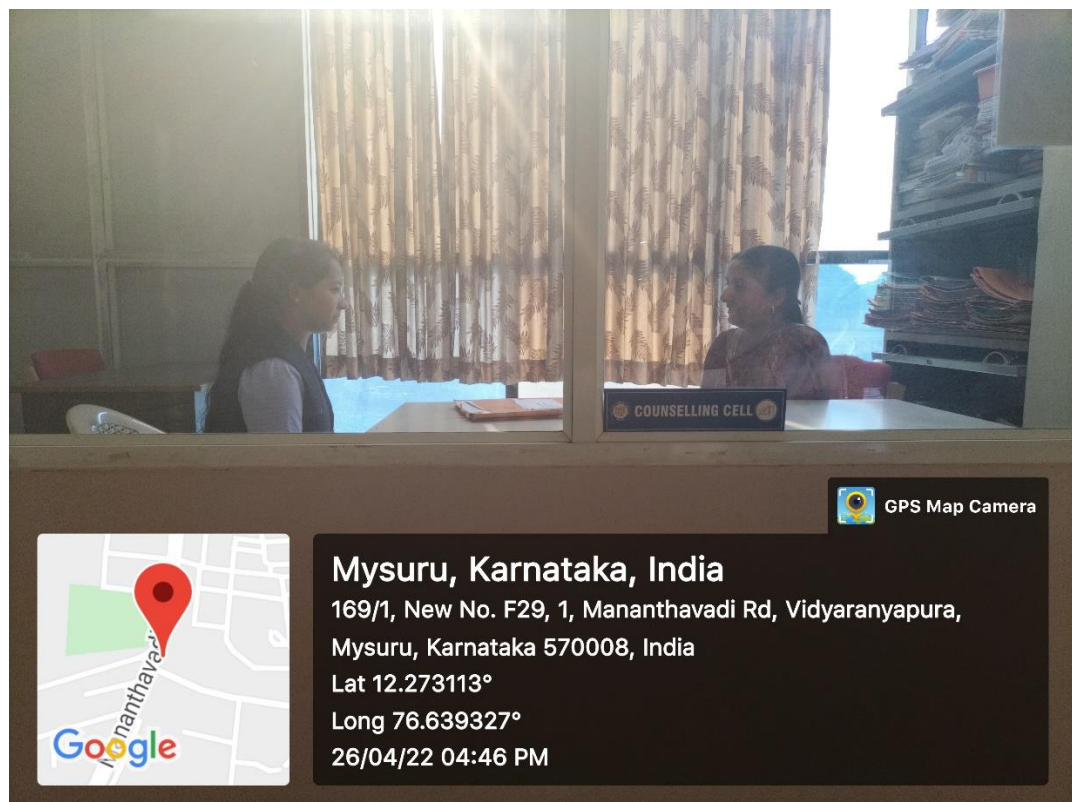 COUNSELLING CELL
GPS Map Camera
Mysuru, Karnataka, India
169/1, New No. F29, 1, Mananthavadi Rd, Vidyaranyapura,
Mysuru, Karnataka 570008, India
Lat 12.273113°
Long 76.639327°
26/04/22 04:46 PM
Mananthavadi
Google